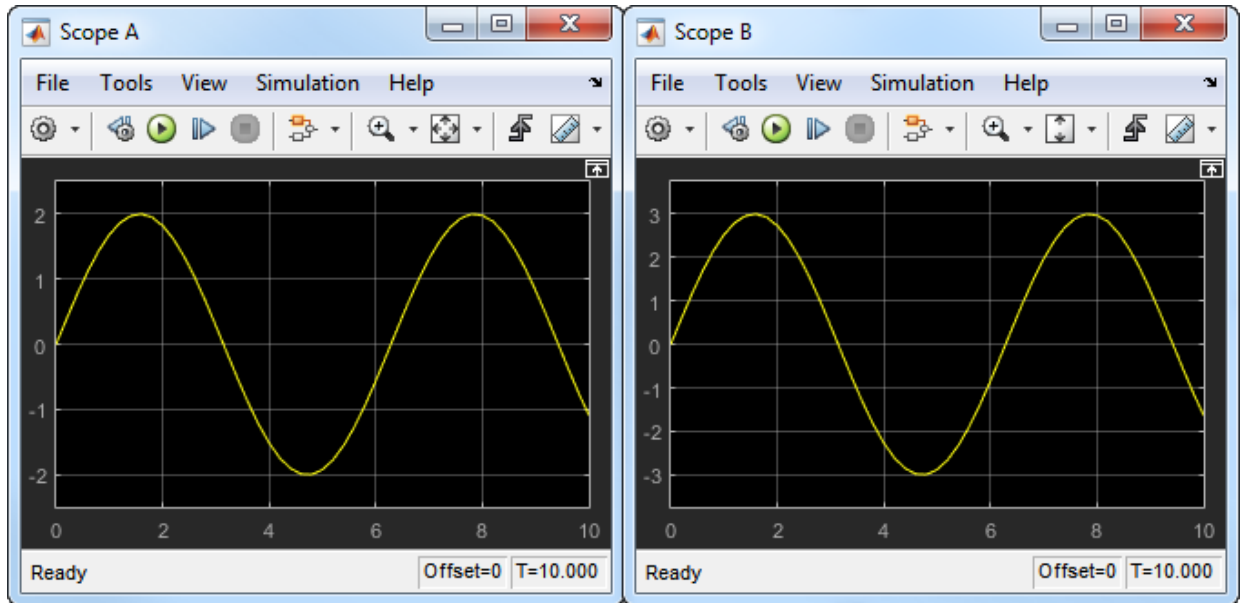 Scope A
File Tools View Simulation Help
2
1
0
-1
-2
0 2 4 6 8 10
Ready Offset=0 T=10.000
Scope B
File Tools View Simulation Help
3
2
1
0
-1
-2
-3
0 2 4 6 8 10
Ready Offset=0 T=10.000